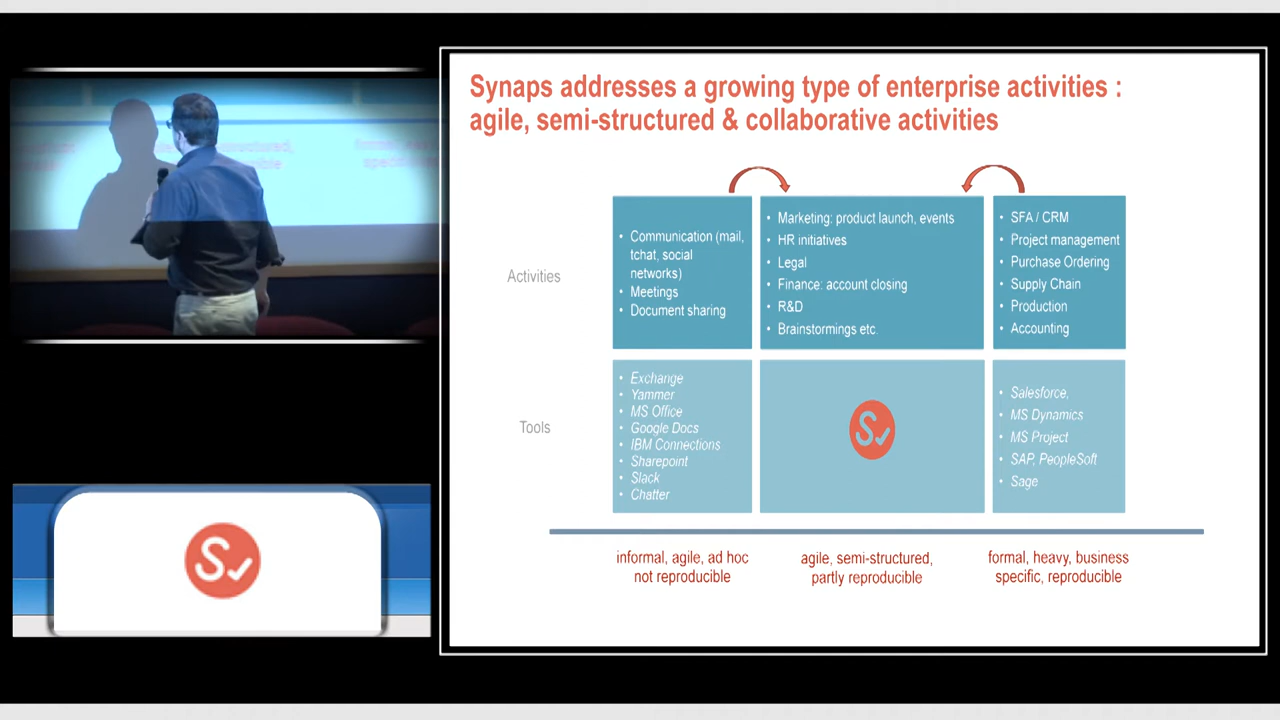 Synaps addresses a growing type of enterprise activities :
agile, semi-structured & collaborative activities
Activities
• Communication (mail,
tchat, social
networks)
• Meetings
• Document sharing
• Marketing: product launch, events
• HR initiatives
• Legal
• Finance: account closing
• R&D
• Brainstormings etc.
• SFA / CRM
• Project management
• Purchase Ordering
• Supply Chain
• Production
• Accounting
Tools
• Exchange
• Yammer
• MS Office
• Google Docs
• IBM Connections
• Sharepoint
• Slack
• Chatter
S
• Salesforce,
• MS Dynamics
• MS Project
• SAP, PeopleSoft
• Sage
informal, agile, ad hoc
not reproducible
agile, semi-structured,
partly reproducible
formal, heavy, business
specific, reproducible
S